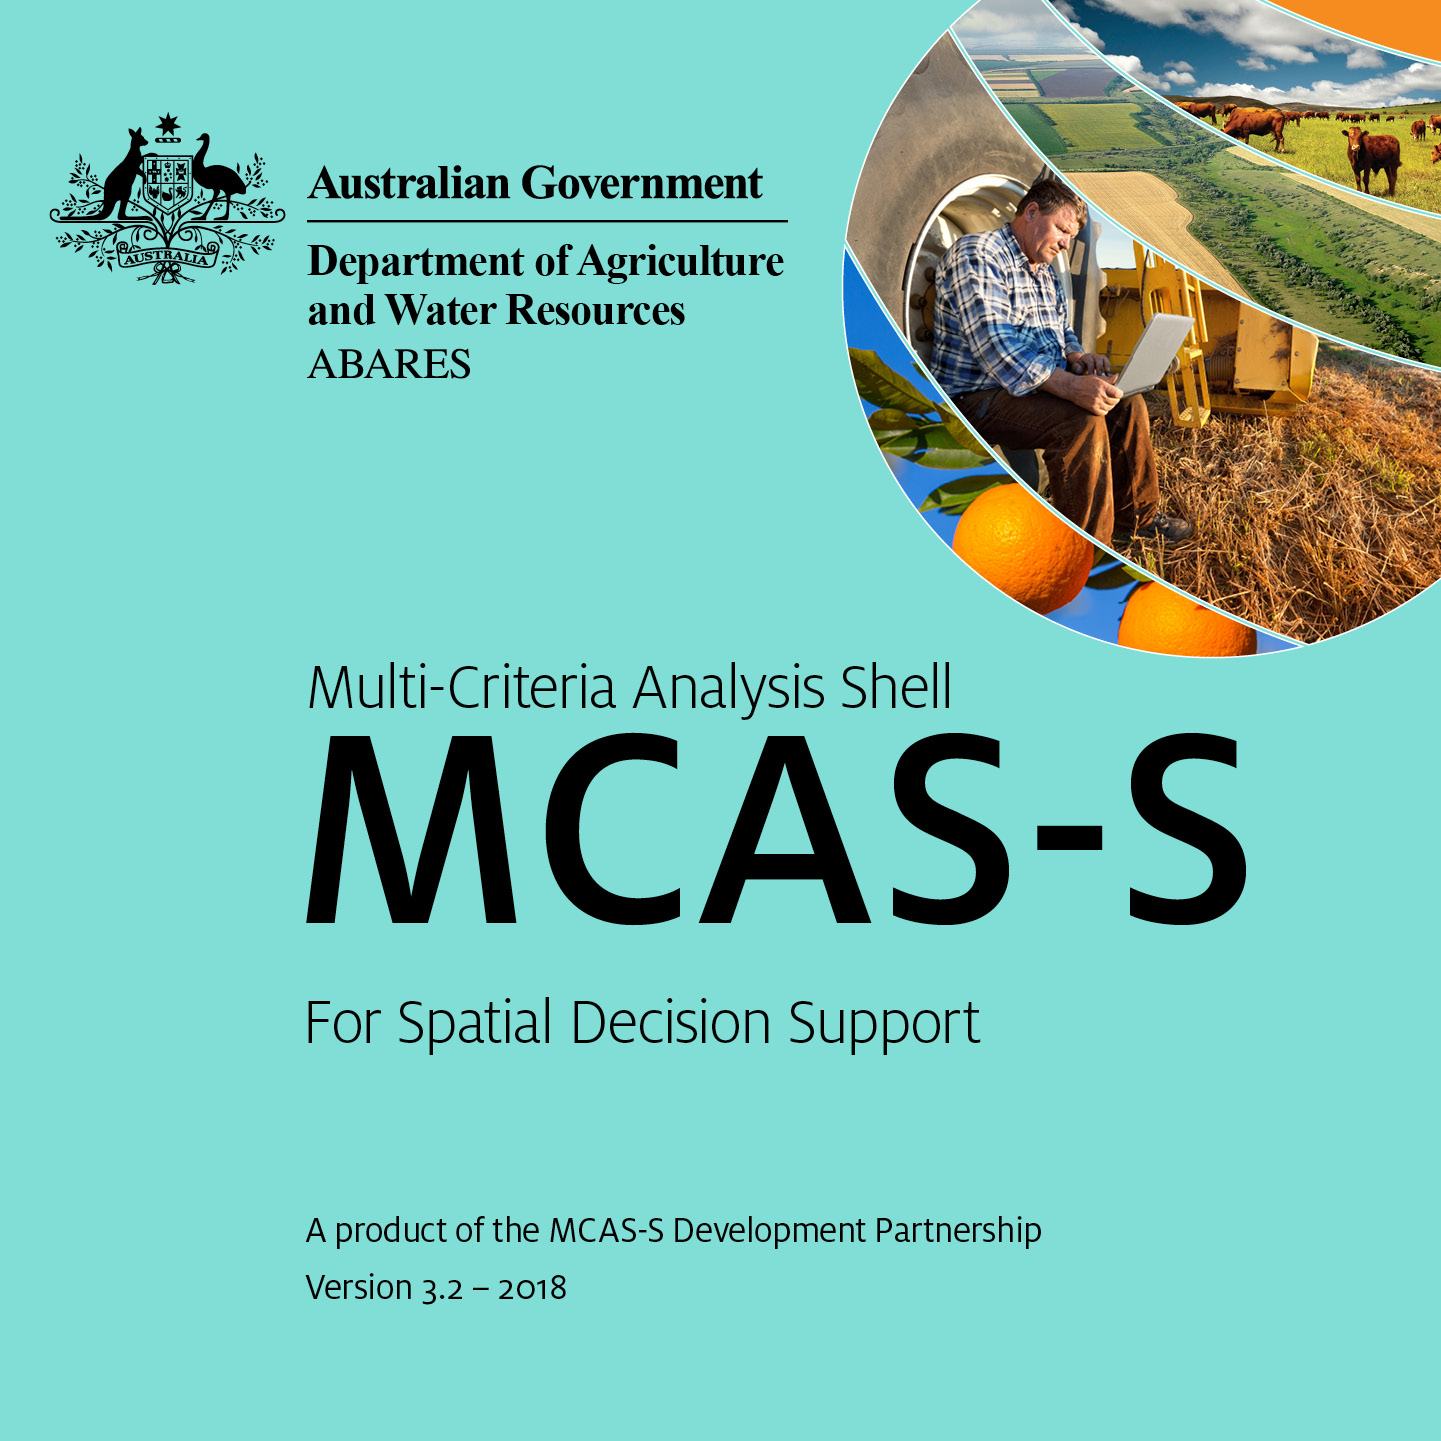 AUSTRALIA
Australian Government
Department of Agriculture
and Water Resources
ABARES
Multi-Criteria Analysis Shell
MCAS-S
For Spatial Decision Support
A product of the MCAS-S Development Partnership
Version 3.2 – 2018